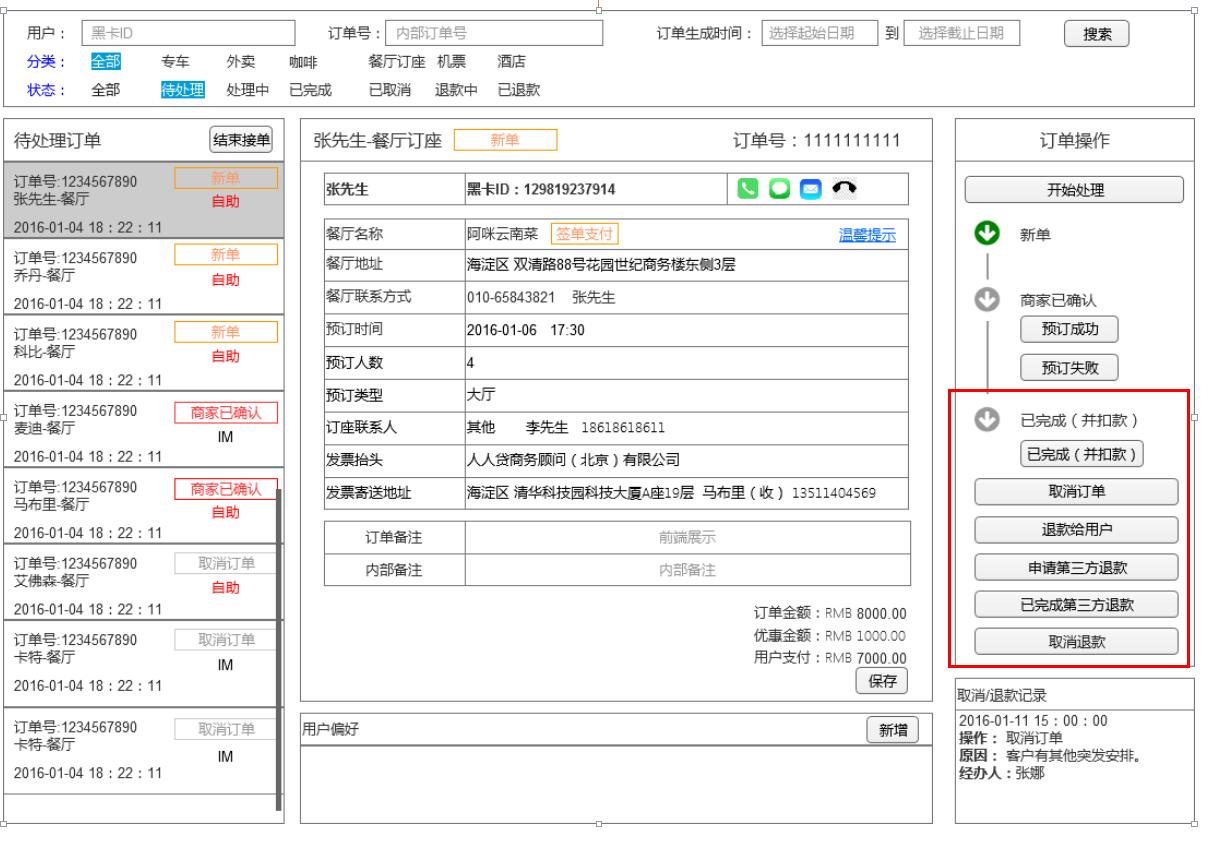 用户： 黑卡ID 订单号： 内部订单号 订单生成时间： 选择起始日期 到 选择截止日期 搜索
分类： 全部 专车 外卖 咖啡 餐厅订座 机票 酒店
状态： 全部 待处理 处理中 已完成 已取消 退款中 已退款
待处理订单 结束接单
订单号:1234567890 新单
张先生-餐厅 自助
2016-01-04 18：22：11
订单号:1234567890 新单
乔丹-餐厅 自助
2016-01-04 18：22：11
订单号:1234567890 新单
科比-餐厅 自助
2016-01-04 18：22：11
订单号:1234567890 商家已确认
麦迪-餐厅 IM
2016-01-04 18：22：11
订单号:1234567890 商家已确认
马布里-餐厅 自助
2016-01-04 18：22：11
订单号:1234567890 取消订单
艾佛森-餐厅 自助
2016-01-04 18：22：11
订单号:1234567890 取消订单
卡特-餐厅 IM
2016-01-04 18：22：11
订单号:1234567890 取消订单
卡特-餐厅 IM
2016-01-04 18：22：11
张先生-餐厅订座 新单 订单号：1111111111
张先生 黑卡ID：129819237914
餐厅名称 阿咪云南菜 签单支付 温馨提示
餐厅地址 海淀区 双清路88号花园世纪商务楼东侧3层
餐厅联系方式 010-65843821 张先生
预订时间 2016-01-06 17:30
预订人数 4
预订类型 大厅
订座联系人 其他 李先生 18618618611
发票抬头 人人贷商务顾问（北京）有限公司
发票寄送地址 海淀区 清华科技园科技大厦A座19层 马布里（收） 13511404569
订单备注 前端展示
内部备注 内部备注
订单金额：RMB 8000.00
优惠金额：RMB 1000.00
用户支付：RMB 7000.00
保存
用户偏好 新增
订单操作
开始处理
新单
商家已确认
预订成功
预订失败
已完成（并扣款）
已完成（并扣款）
取消订单
退款给用户
申请第三方退款
已完成第三方退款
取消退款
取消/退款记录
2016-01-11 15：00：00
操作： 取消订单
原因： 客户有其他突发安排。
经办人：张娜